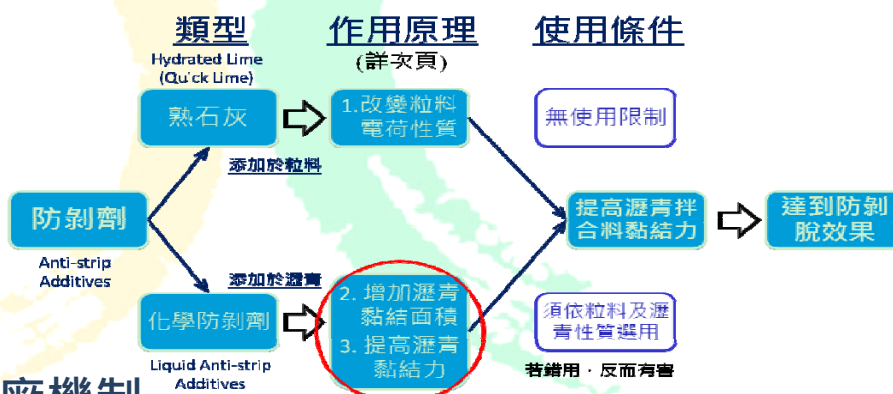 類型
作用原理
使用條件
Hydrated Lime
(Quick Lime)
(詳次頁)
熟石灰
1.改變粒料
電荷性質
無使用限制
添加於粒料
防剝劑
提高瀝青拌
合料黏結力
達到防剝
脫效果
Anti-strip
Additives
添加於瀝青
化學防剝劑
2. 增加瀝青
黏結面積
3. 提高瀝青
黏結力
須依粒料及瀝
青性質選用
Liquid Anti-strip
Additives
若錯用，反而有害